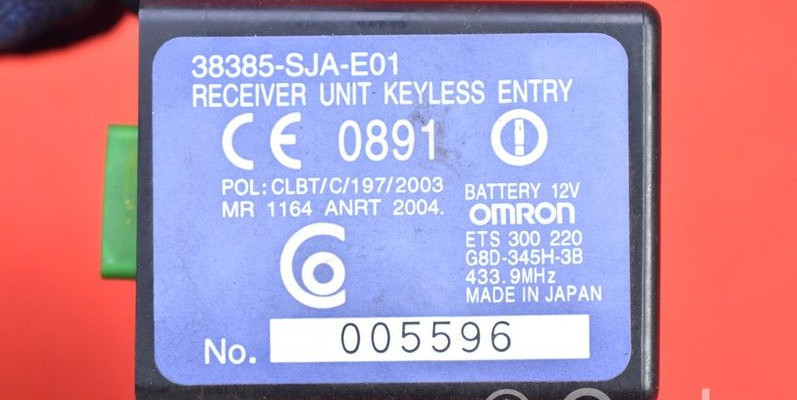 38385-SJA-E01
RECEIVER UNIT KEYLESS ENTRY
CE 0891
POL: CLBT/C/197/2003
MR 1164 ANRT 2004.
BATTERY 12V
OMRON
ETS 300 220
G8D-345H-3B
433.9MHz
MADE IN JAPAN
No. 005596